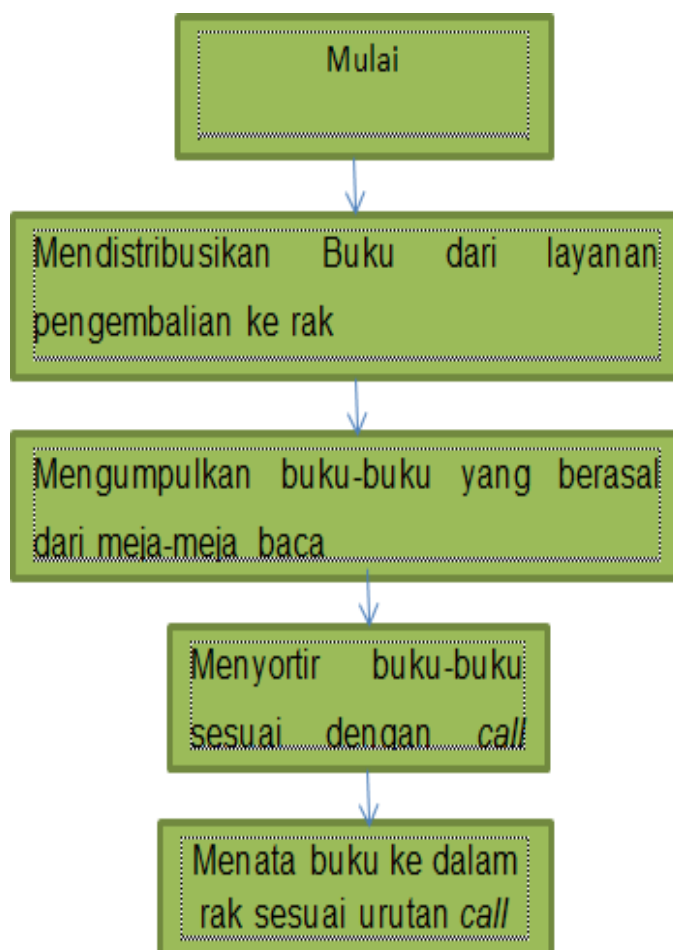 Mulai
Mendistribusikan Buku dari layanan
pengembalian ke rak
Mengumpulkan buku-buku yang berasal
dari meja-meja baca
Menyortir buku-buku
sesuai dengan call
Menata buku ke dalam
rak sesuai urutan call